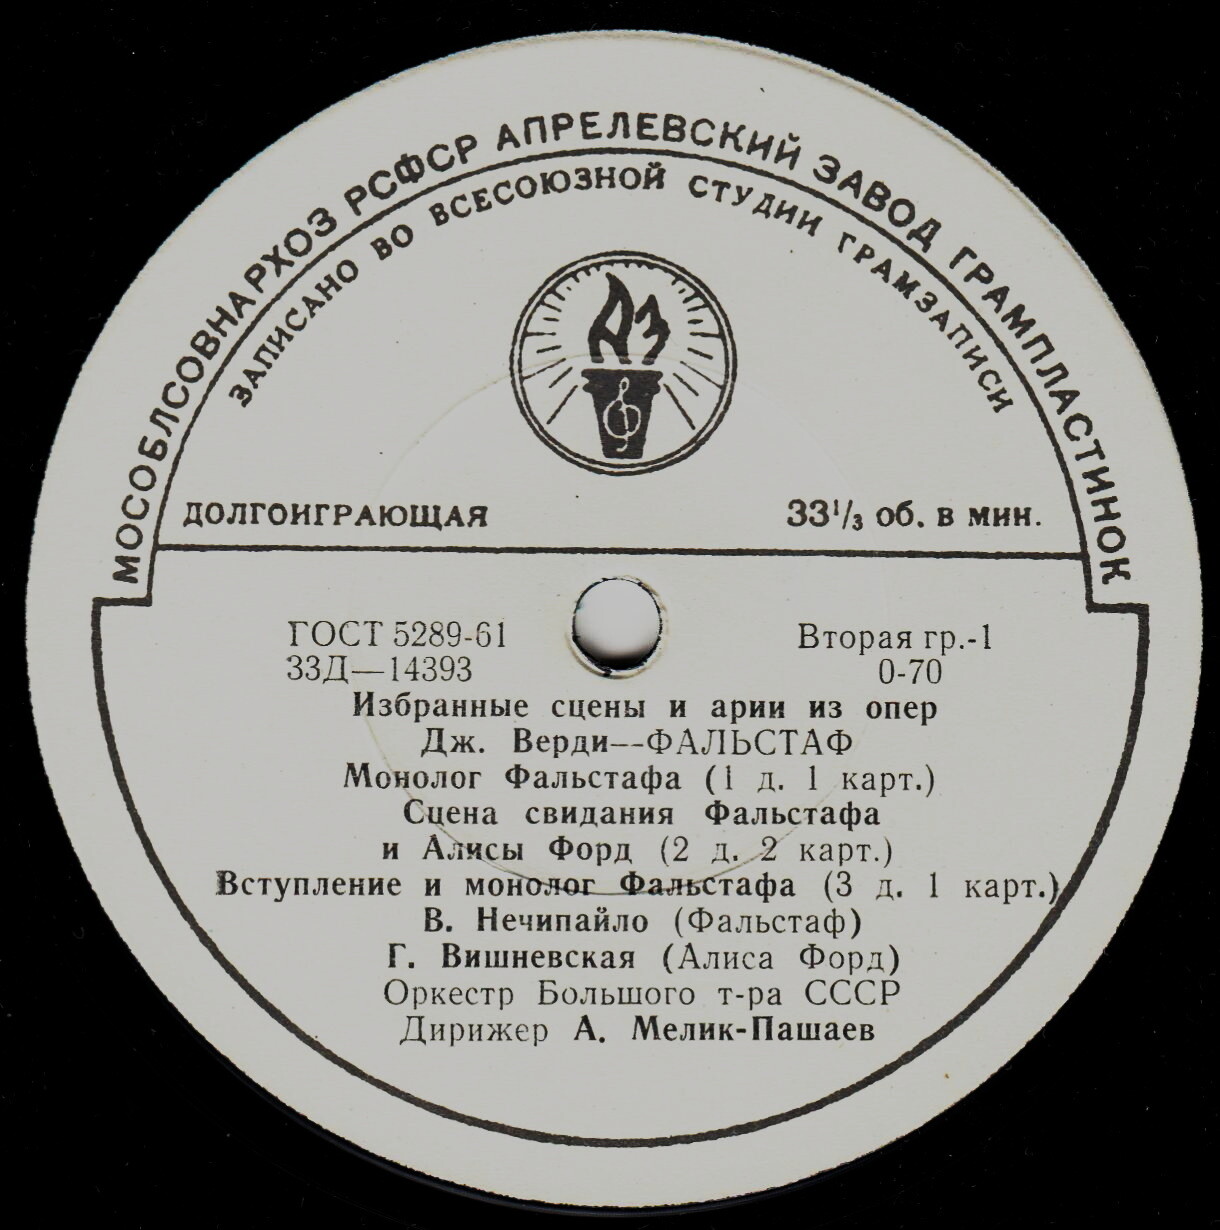 МОСОБЛСОВНАРХОЗ РСФСР АПРЕЛЕВСКИЙ ЗАВОД ГРАМПЛАСТИНОК
ЗАПИСАНО ВО ВСЕСОЮЗНОЙ СТУДИИ ГРАМЗАПИСИ
АЗ
ДОЛГОИГРАЮЩАЯ 33⅓ об. в мин.
ГОСТ 5289-61 Вторая гр.-1
33Д—14393 0-70
Избранные сцены и арии из опер
Дж. Верди—ФАЛЬСТАФ
Монолог Фальстафа (1 д. 1 карт.)
Сцена свидания Фальстафа
и Алисы Форд (2 д. 2 карт.)
Вступление и монолог Фальстафа (3 д. 1 карт.)
В. Нечипайло (Фальстаф)
Г. Вишневская (Алиса Форд)
Оркестр Большого т-ра СССР
Дирижер А. Мелик-Пашаев